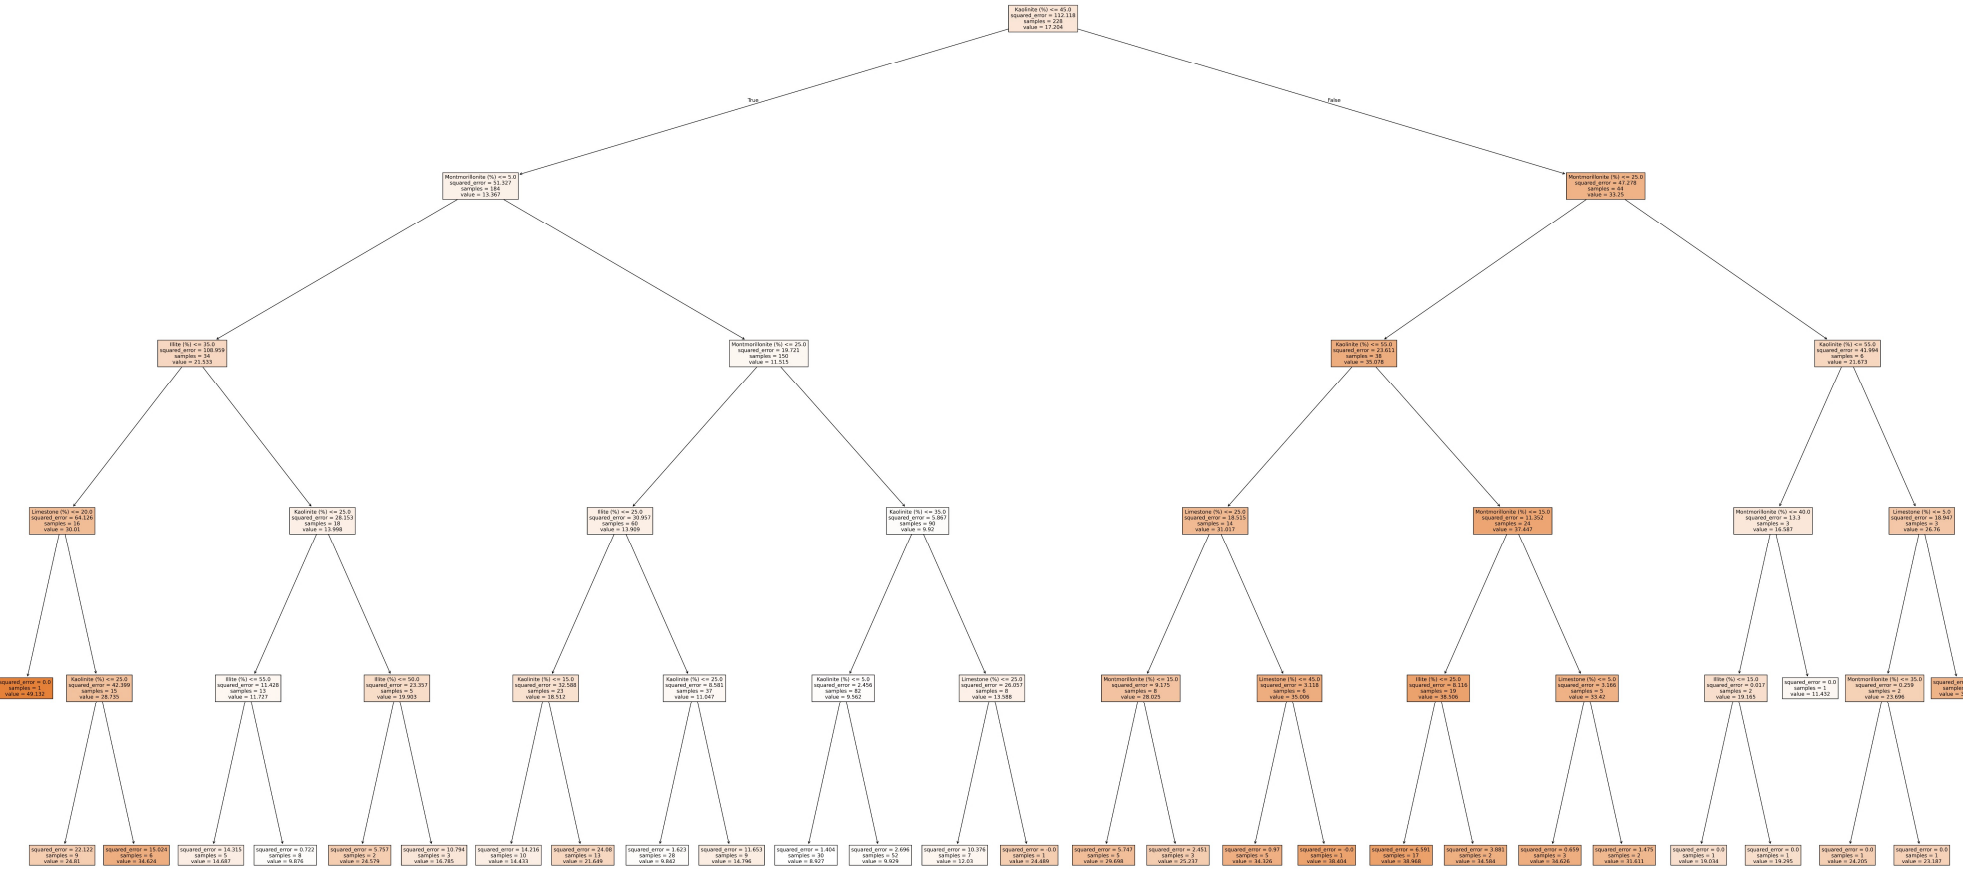 Kaolinite (%) <= 45.0
squared_error = 112.118
samples = 228
value = 17.204
True
False
Montmorillonite (%) <= 5.0
squared_error = 51.327
samples = 184
value = 13.367
Montmorillonite (%) <= 25.0
squared_error = 47.278
samples = 44
value = 33.25
Illite (%) <= 35.0
squared_error = 108.959
samples = 34
value = 21.533
Montmorillonite (%) <= 25.0
squared_error = 19.721
samples = 150
value = 11.515
Kaolinite (%) <= 55.0
squared_error = 23.611
samples = 38
value = 35.078
Kaolinite (%) <= 55.0
squared_error = 41.994
samples = 6
value = 21.673
Limestone (%) <= 20.0
squared_error = 64.126
samples = 16
value = 30.01
Kaolinite (%) <= 25.0
squared_error = 28.153
samples = 18
value = 13.998
Illite (%) <= 25.0
squared_error = 30.957
samples = 60
value = 13.909
Kaolinite (%) <= 35.0
squared_error = 5.867
samples = 90
value = 9.92
Limestone (%) <= 25.0
squared_error = 18.515
samples = 14
value = 31.017
Montmorillonite (%) <= 15.0
squared_error = 11.352
samples = 24
value = 37.447
Montmorillonite (%) <= 40.0
squared_error = 13.3
samples = 3
value = 16.587
Limestone (%) <= 5.0
squared_error = 18.947
samples = 3
value = 26.76
squared_error = 0.0
samples = 1
value = 49.132
Kaolinite (%) <= 25.0
squared_error = 42.399
samples = 15
value = 28.735
Illite (%) <= 55.0
squared_error = 11.428
samples = 13
value = 11.727
Illite (%) <= 50.0
squared_error = 23.357
samples = 5
value = 19.903
Kaolinite (%) <= 15.0
squared_error = 32.588
samples = 23
value = 18.512
Kaolinite (%) <= 25.0
squared_error = 8.581
samples = 37
value = 11.047
Kaolinite (%) <= 5.0
squared_error = 2.456
samples = 82
value = 9.562
Limestone (%) <= 25.0
squared_error = 26.057
samples = 8
value = 13.588
Montmorillonite (%) <= 15.0
squared_error = 9.175
samples = 8
value = 28.025
Limestone (%) <= 45.0
squared_error = 3.118
samples = 6
value = 35.006
Illite (%) <= 25.0
squared_error = 8.116
samples = 19
value = 38.506
Limestone (%) <= 5.0
squared_error = 3.166
samples = 5
value = 33.42
Illite (%) <= 15.0
squared_error = 0.017
samples = 2
value = 19.165
squared_error = 0.0
samples = 1
value = 11.432
Montmorillonite (%) <= 35.0
squared_error = 0.259
samples = 2
value = 23.696
squared_error = 22.122
samples = 9
value = 24.81
squared_error = 15.024
samples = 6
value = 34.624
squared_error = 14.315
samples = 5
value = 14.687
squared_error = 0.722
samples = 8
value = 9.876
squared_error = 5.757
samples = 2
value = 24.579
squared_error = 10.794
samples = 3
value = 16.785
squared_error = 14.216
samples = 10
value = 14.433
squared_error = 24.08
samples = 13
value = 21.649
squared_error = 1.623
samples = 28
value = 9.842
squared_error = 11.653
samples = 9
value = 14.796
squared_error = 1.404
samples = 30
value = 8.927
squared_error = 2.696
samples = 52
value = 9.929
squared_error = 10.376
samples = 7
value = 12.03
squared_error = -0.0
samples = 1
value = 24.489
squared_error = 5.747
samples = 5
value = 29.698
squared_error = 2.451
samples = 3
value = 25.237
squared_error = 0.97
samples = 5
value = 34.326
squared_error = -0.0
samples = 1
value = 38.404
squared_error = 6.591
samples = 17
value = 38.968
squared_error = 3.881
samples = 2
value = 34.584
squared_error = 0.659
samples = 3
value = 34.626
squared_error = 1.475
samples = 2
value = 31.611
squared_error = 0.0
samples = 1
value = 19.034
squared_error = 0.0
samples = 1
value = 19.295
squared_error = 0.0
samples = 1
value = 24.205
squared_error = 0.0
samples = 1
value = 23.187